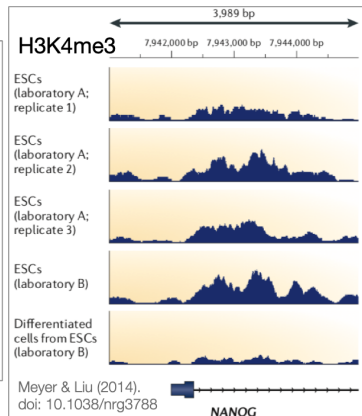 3,989 bp
H3K4me3
7,942,000 bp 7,943,000 bp 7,944,000 bp
ESCs
(laboratory A;
replicate 1)
ESCs
(laboratory A;
replicate 2)
ESCs
(laboratory A;
replicate 3)
ESCs
(laboratory B)
Differentiated
cells from ESCs
(laboratory B)
Meyer & Liu (2014).
doi: 10.1038/nrg3788
NANOG